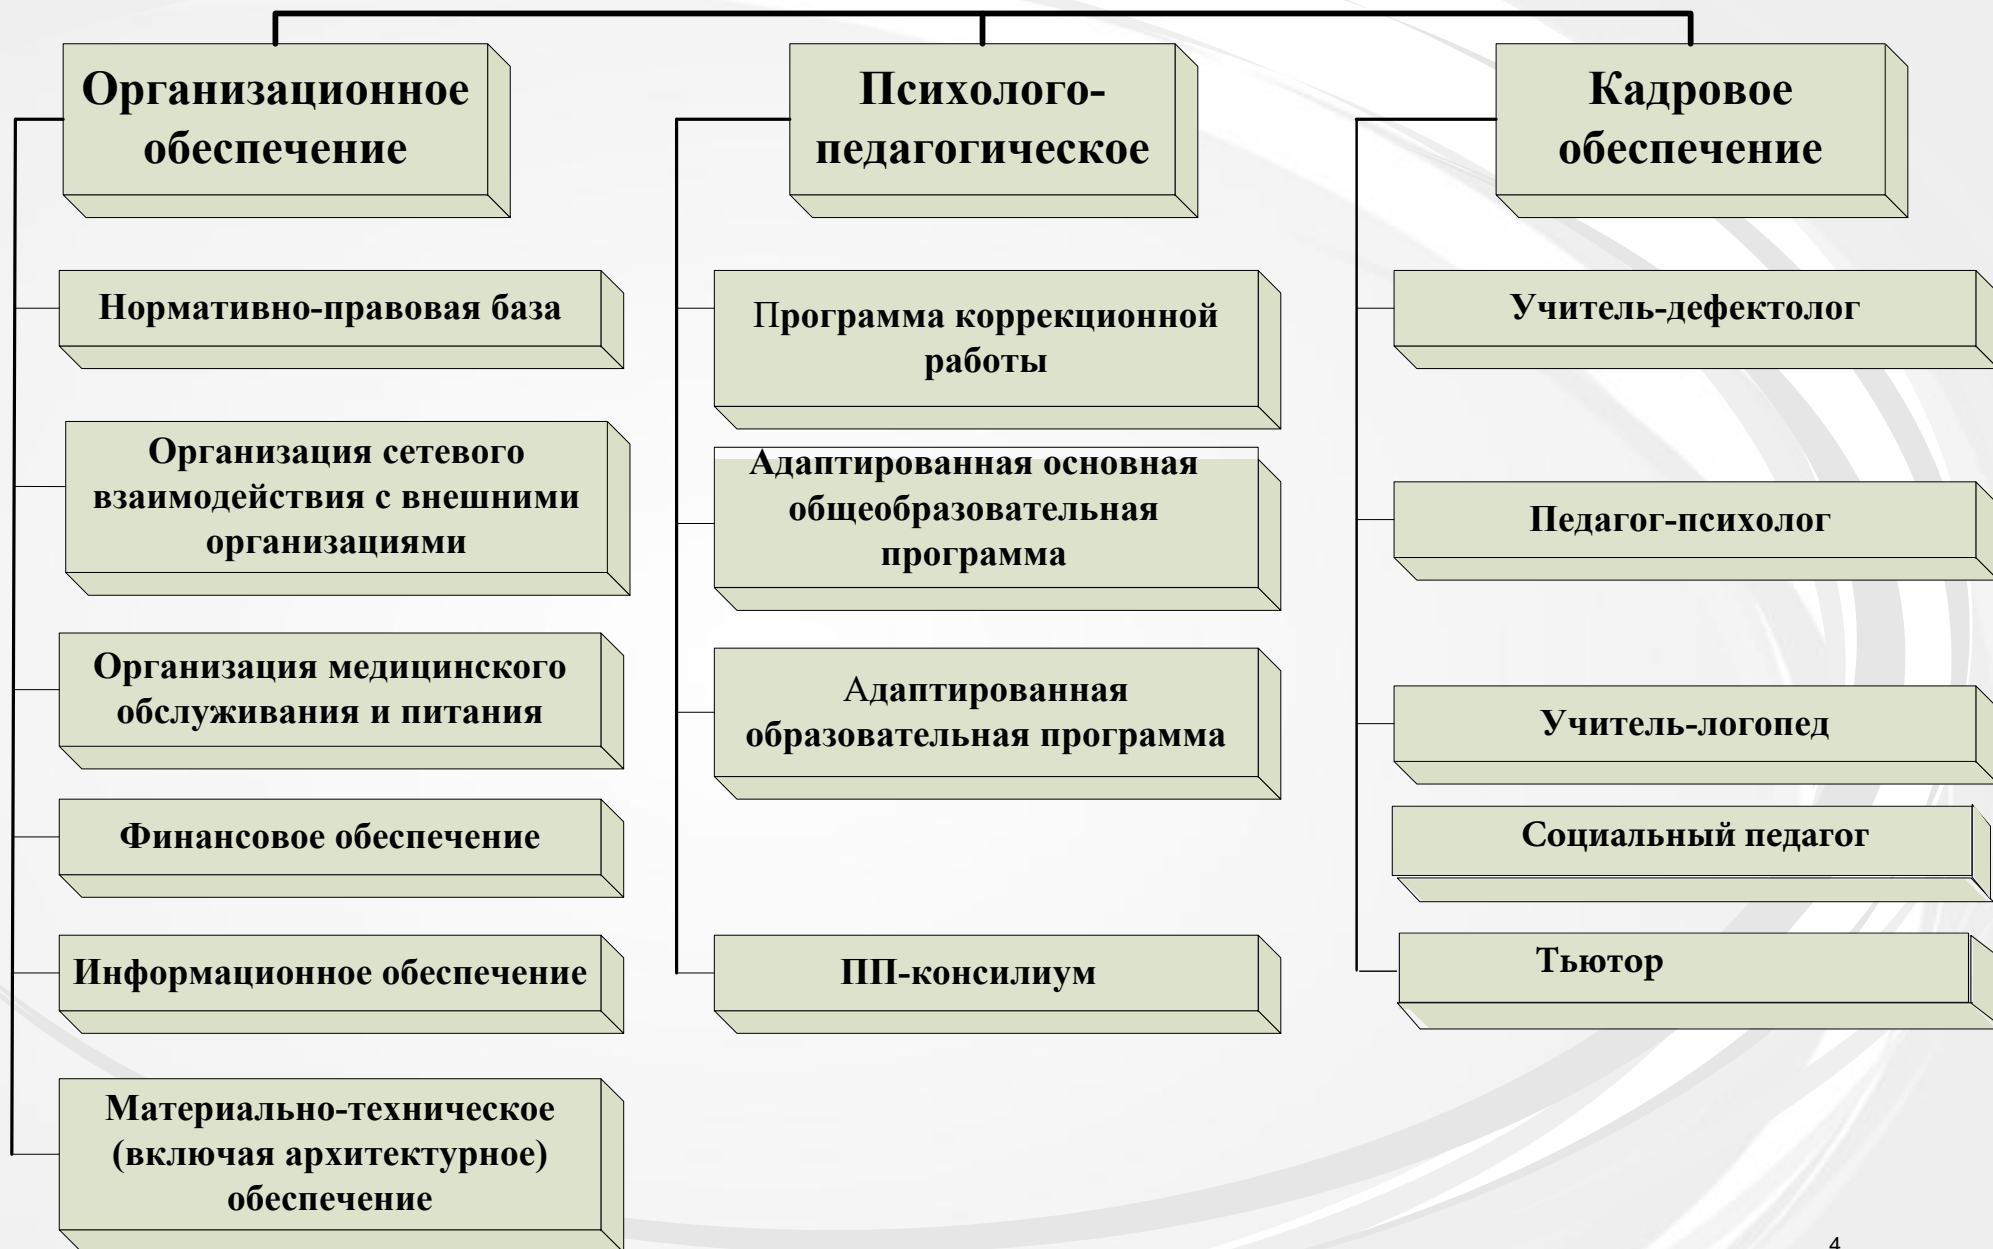 Организационное
обеспечение
Нормативно-правовая база
Организация сетевого
взаимодействия с внешними
организациями
Организация медицинского
обслуживания и питания
Финансовое обеспечение
Информационное обеспечение
Материально-техническое
(включая архитектурное)
обеспечение
Психолого-
педагогическое
Программа коррекционной
работы
Адаптированная основная
общеобразовательная
программа
Адаптированная
образовательная программа
ПП-консилиум
Кадровое
обеспечение
Учитель-дефектолог
Педагог-психолог
Учитель-логопед
Социальный педагог
Тьютор
4